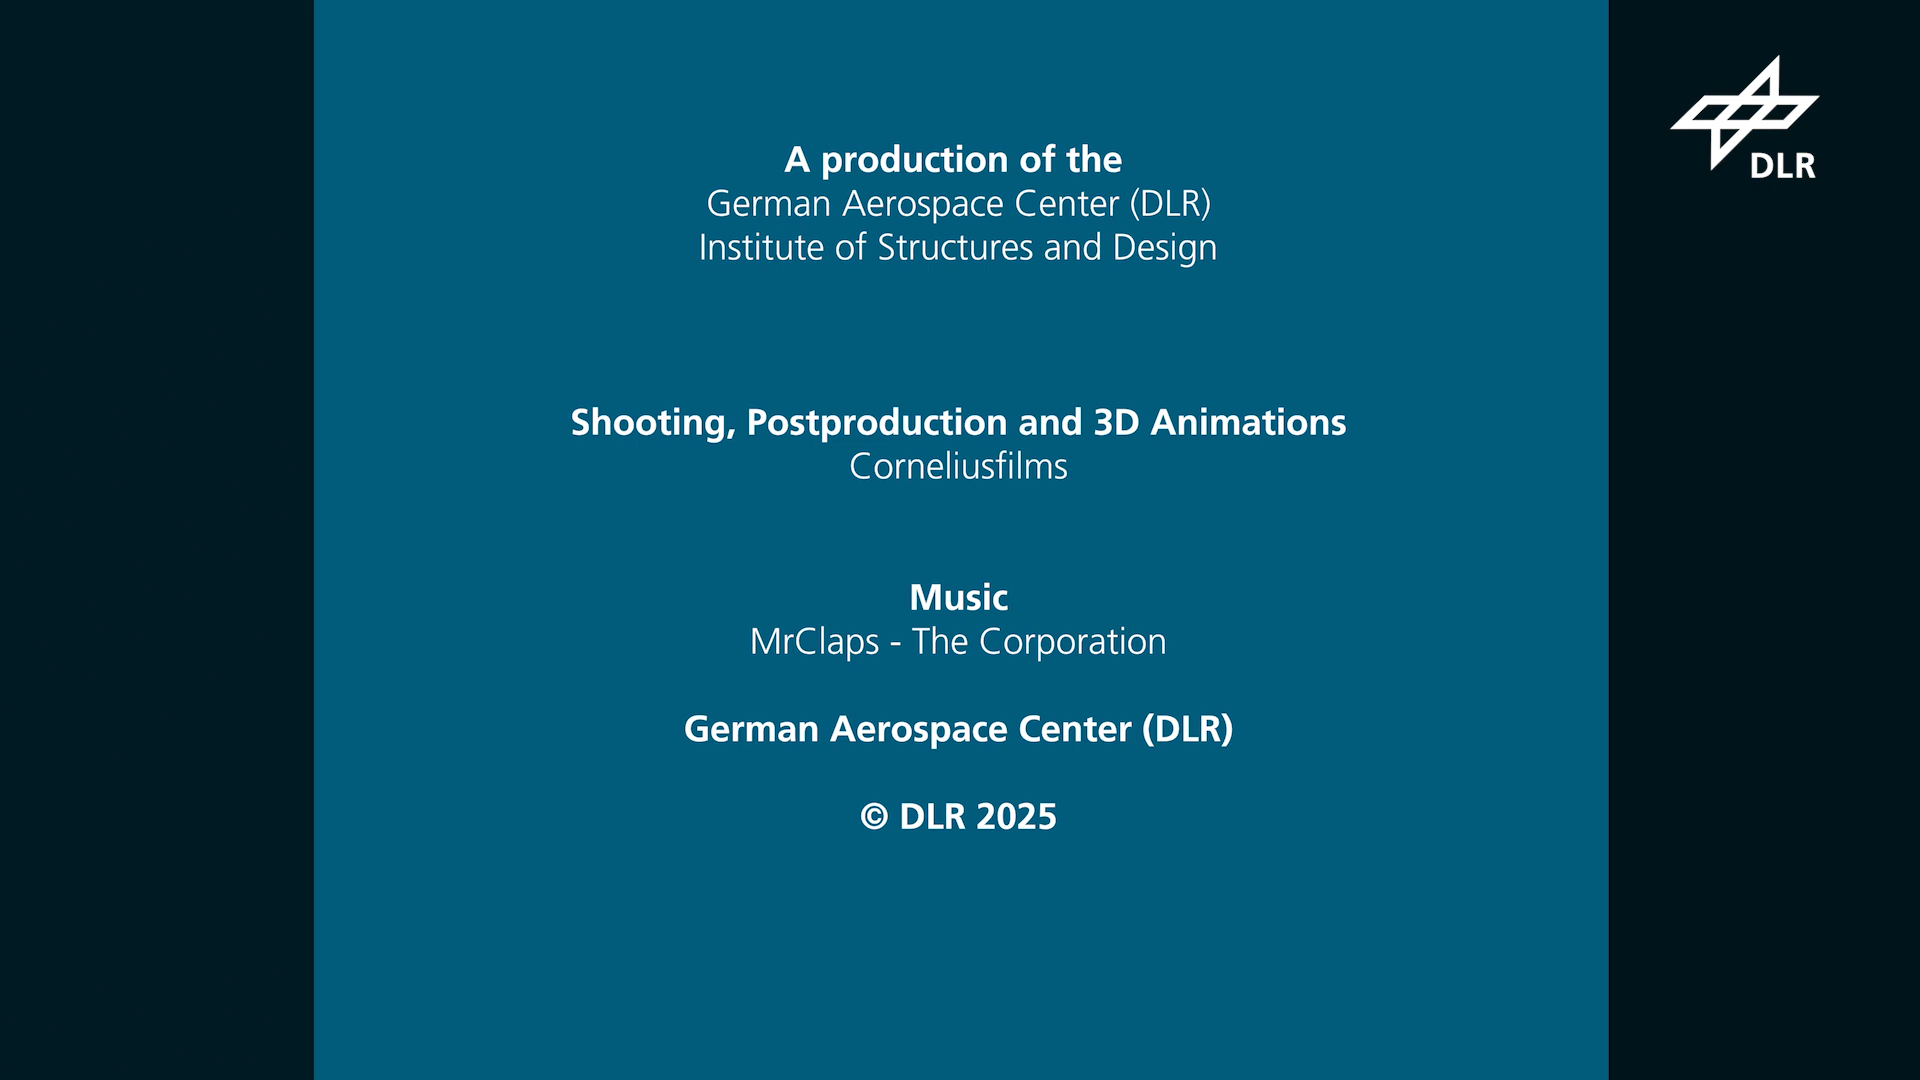 A production of the
German Aerospace Center (DLR)
Institute of Structures and Design
Shooting, Postproduction and 3D Animations
Corneliusfilms
Music
MrClaps - The Corporation
German Aerospace Center (DLR)
© DLR 2025
DLR